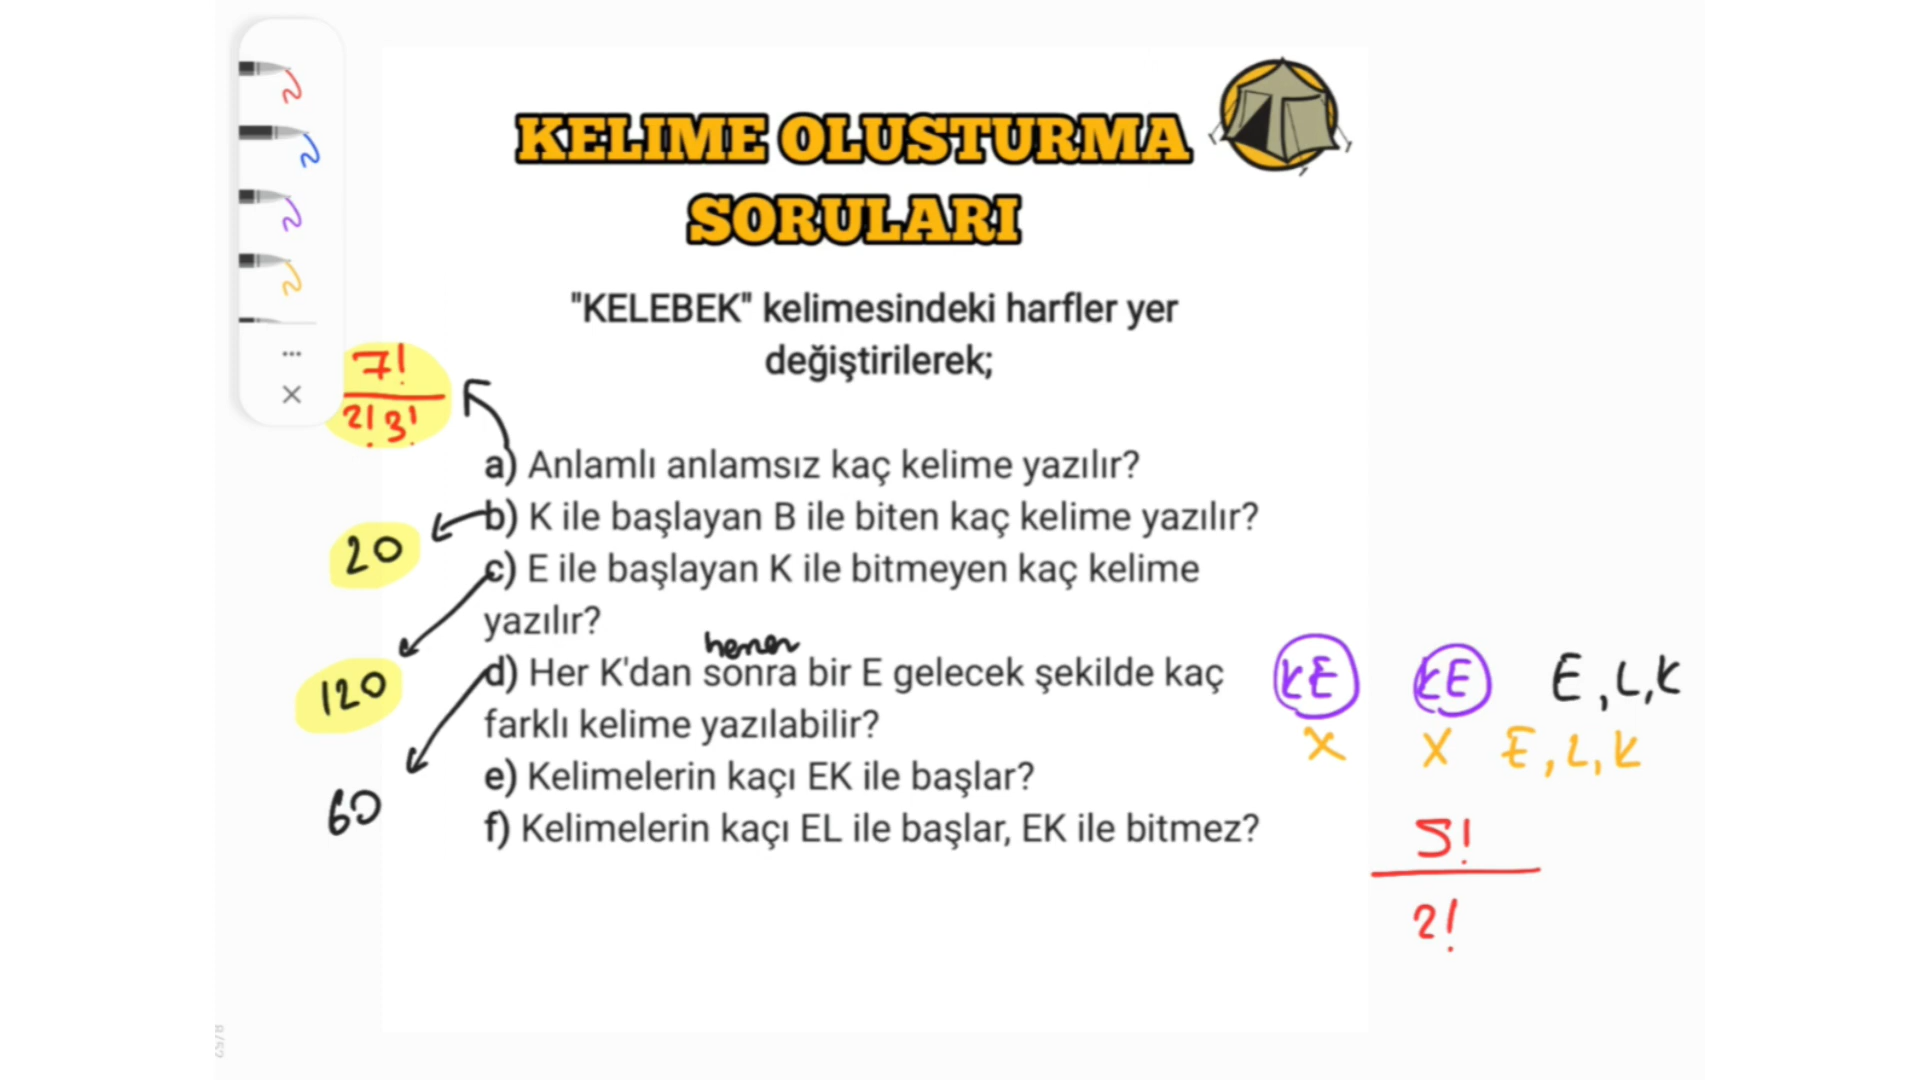 KELIME OLUSTURMA
SORULARI
"KELEBEK" kelimesindeki harfler yer
değiştirilerek;
7!
2! 3!
a) Anlamlı anlamsız kaç kelime yazılır?
b) K ile başlayan B ile biten kaç kelime yazılır?
20
c) E ile başlayan K ile bitmeyen kaç kelime
yazılır?
120
hemen
d) Her K'dan sonra bir E gelecek şekilde kaç
farklı kelime yazılabilir?
60
KE KE E, L, K
X X E, L, K
5!
2!
e) Kelimelerin kaçı EK ile başlar?
f) Kelimelerin kaçı EL ile başlar, EK ile bitmez?